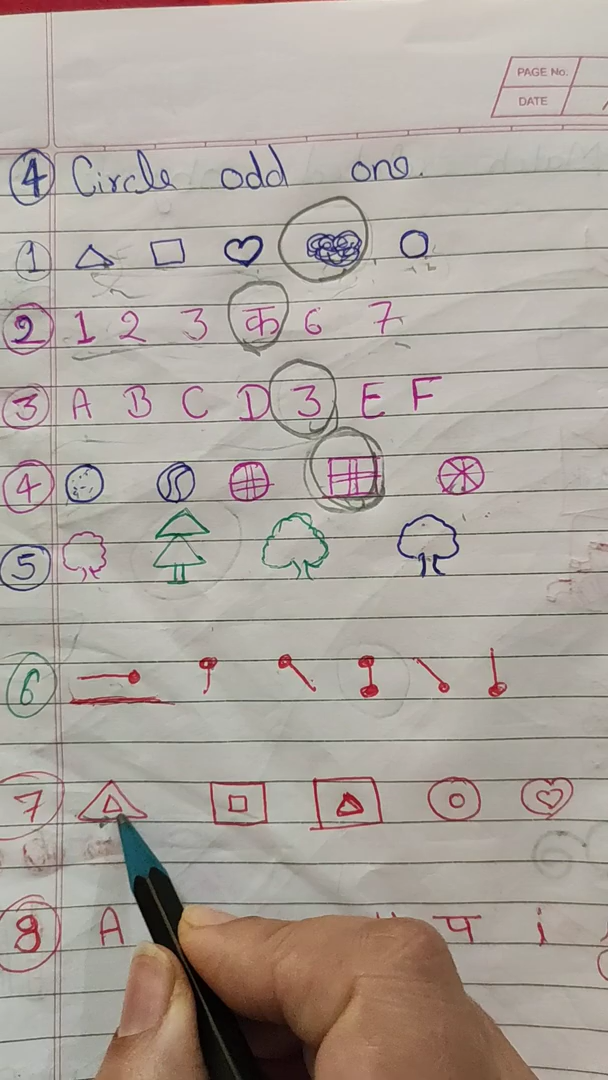 PAGE No.
DATE
4 Circle odd one.
1
2 1 2 3 क 6 7
3 A B C D 3 E F
4
5
6
7
8 A प i